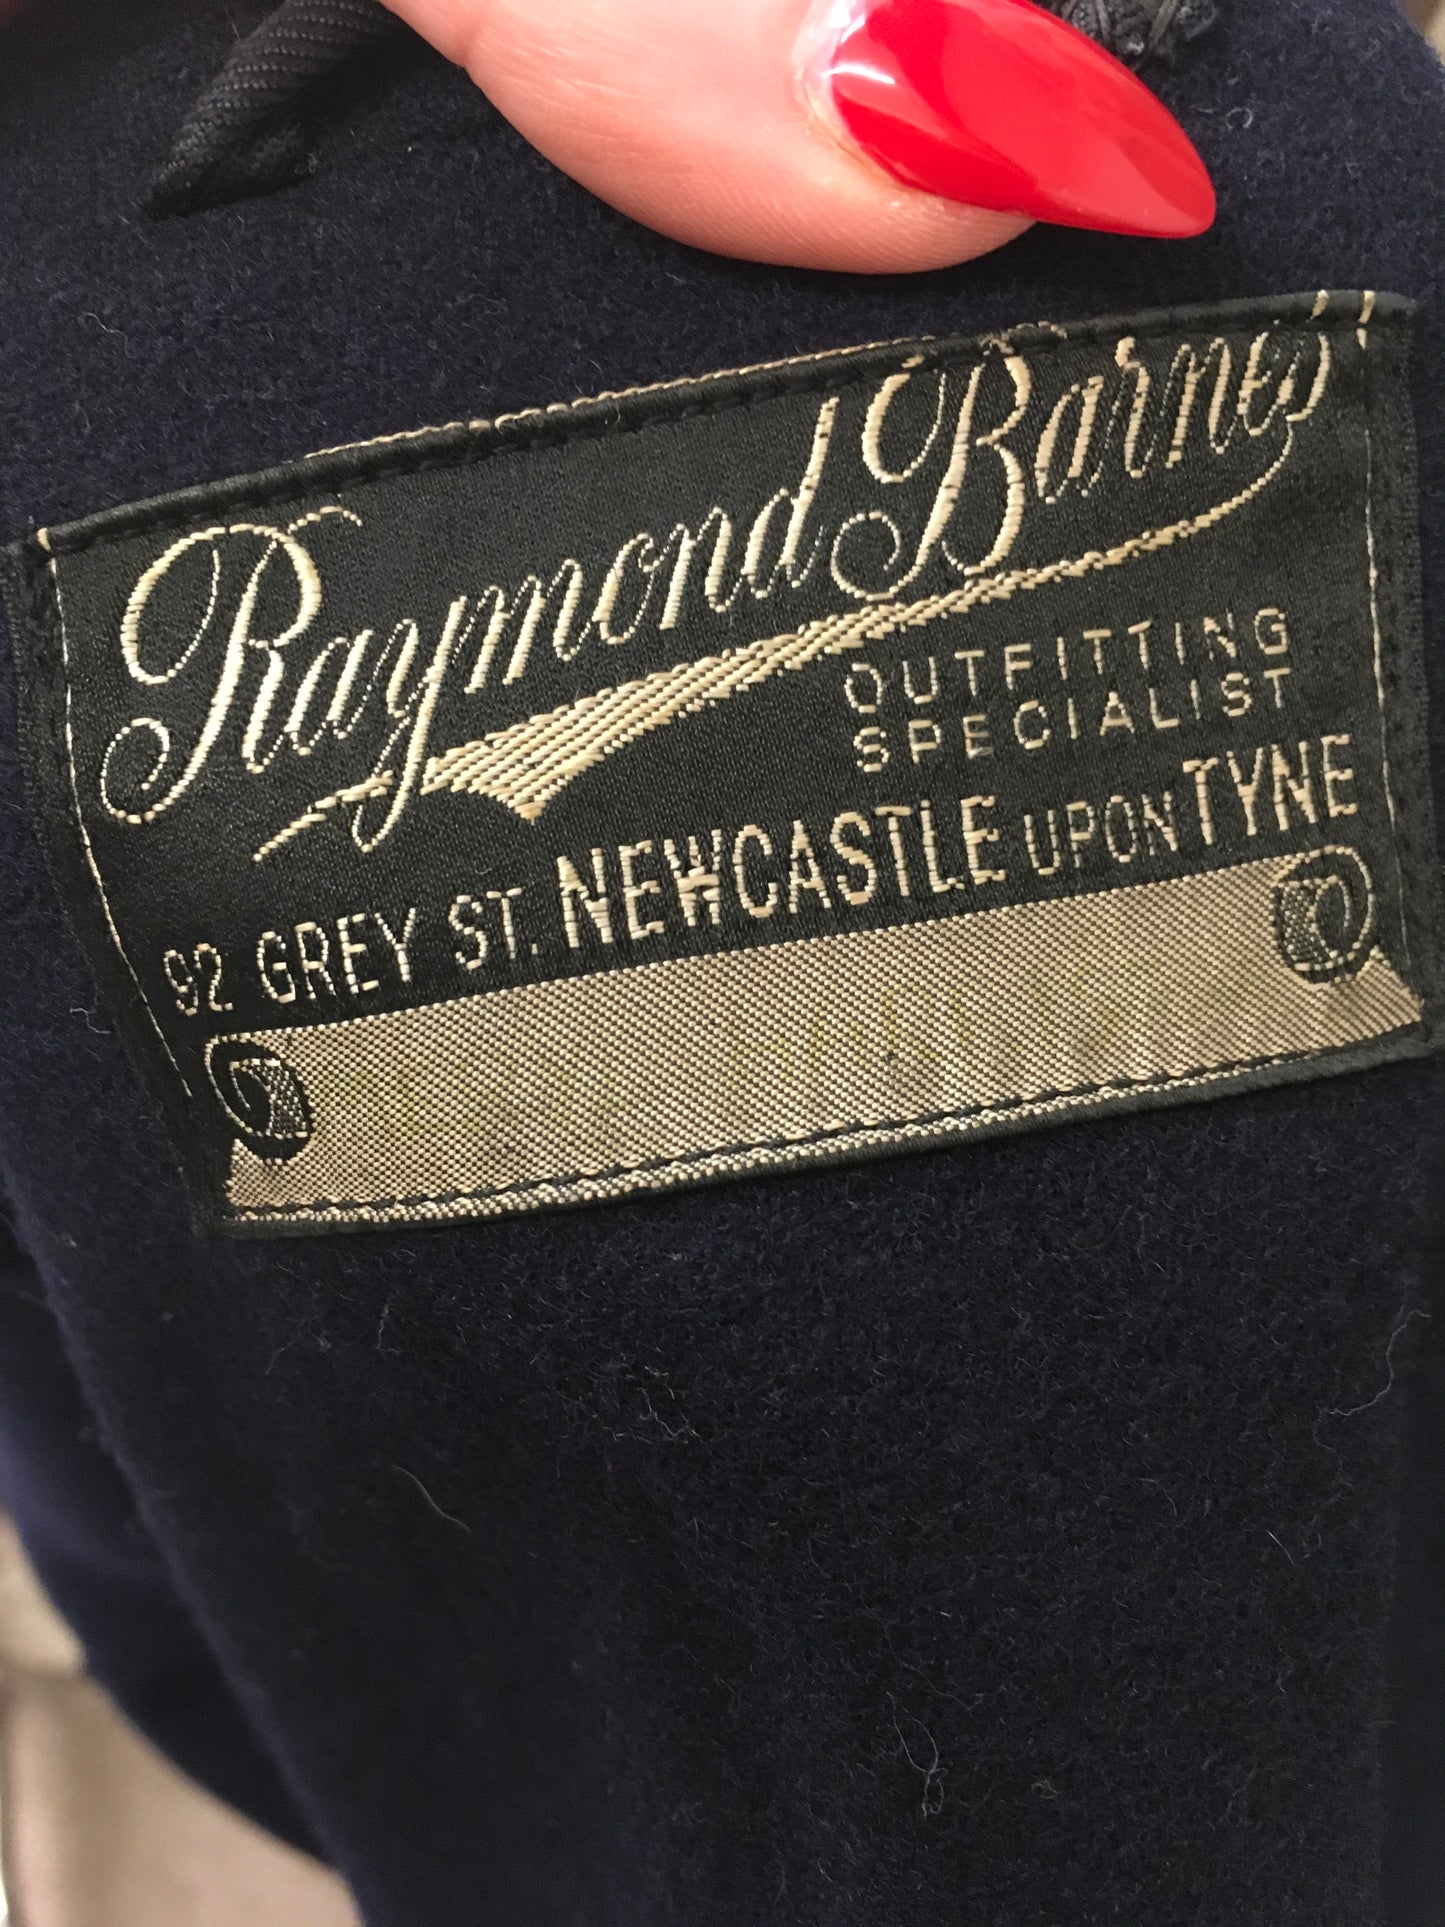 Raymond Barnes
OUTFITTING
SPECIALIST
92 GREY ST. NEWCASTLE UPON TYNE